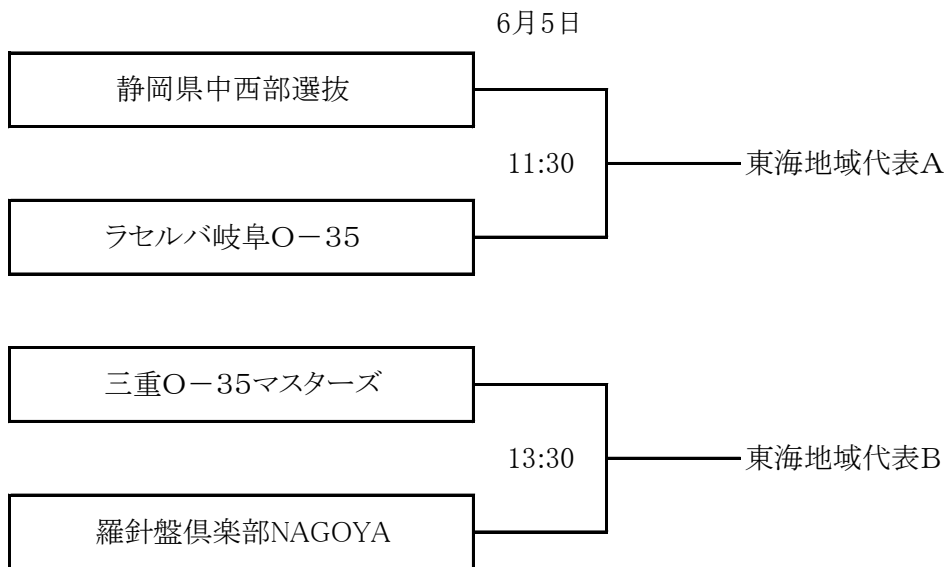 6月5日
静岡県中西部選抜
11:30
東海地域代表A
ラセルバ岐阜O－35
三重O－35マスターズ
13:30
東海地域代表B
羅針盤倶楽部NAGOYA